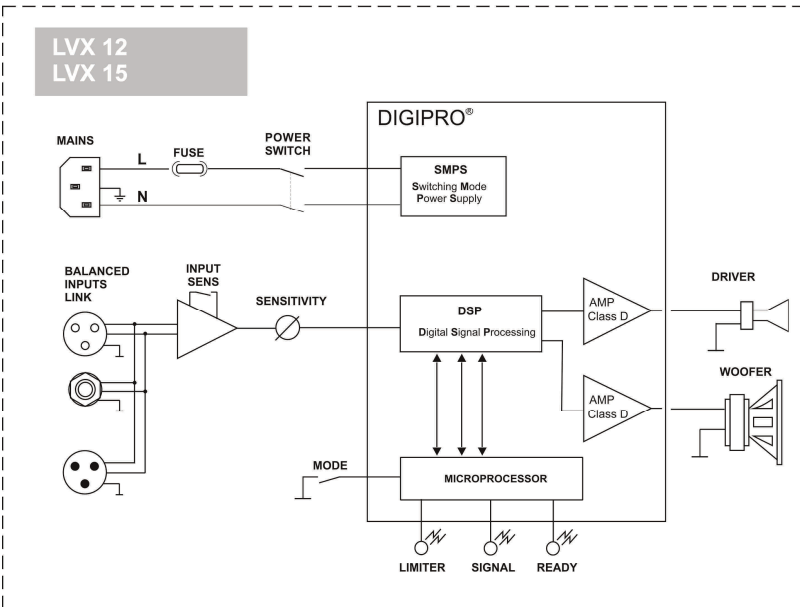 LVX 12
LVX 15
DIGIPRO®
MAINS
L
FUSE
POWER
SWITCH
N
SMPS
Switching Mode
Power Supply
BALANCED
INPUTS
LINK
INPUT
SENS
SENSITIVITY
DSP
Digital Signal Processing
AMP
Class D
DRIVER
AMP
Class D
WOOFER
MODE
MICROPROCESSOR
LIMITER
SIGNAL
READY